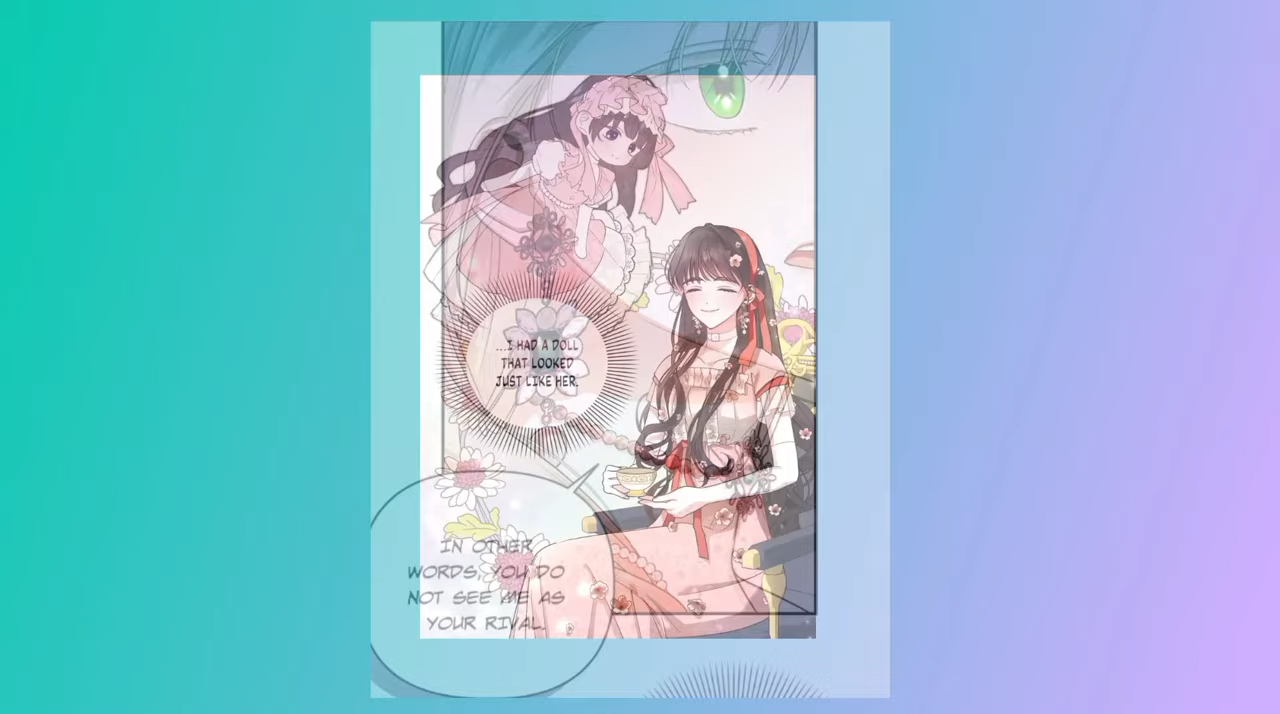 ...I HAD A DOLL
THAT LOOKED
JUST LIKE HER.
IN OTHER
WORDS, YOU DO
NOT SEE ME AS
YOUR RIVAL.